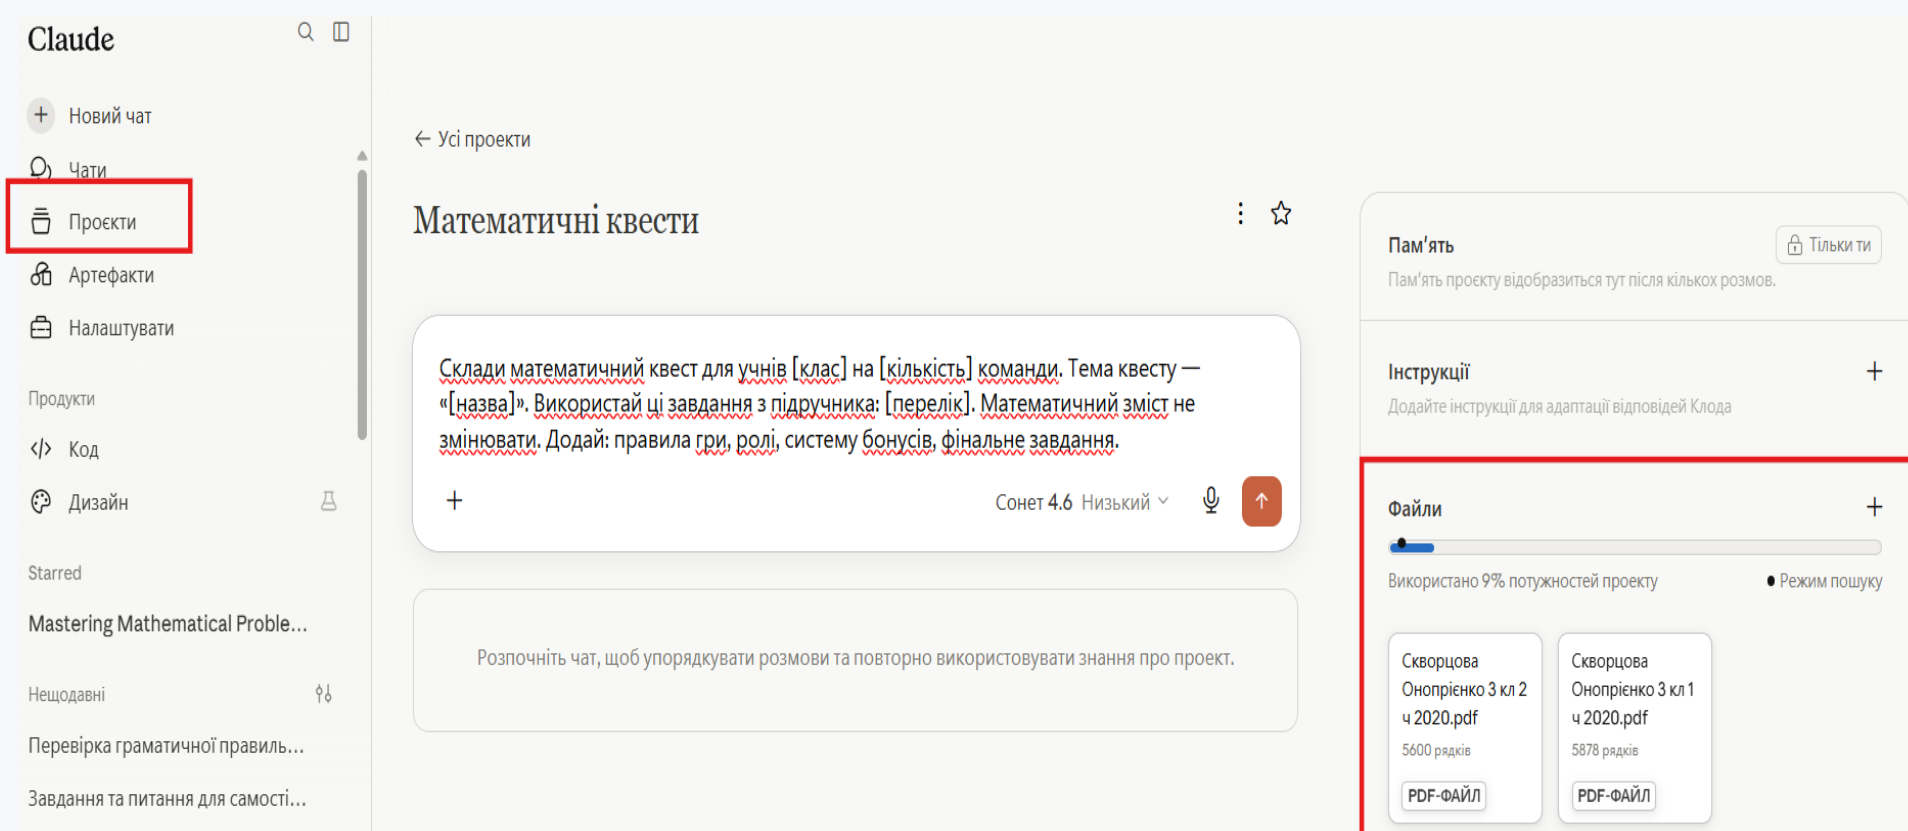 Claude
Новий чат
Чати
Проєкти
Артефакти
Налаштувати
Продукти
Код
Дизайн
Starred
Mastering Mathematical Proble...
Нещодавні
Перевірка граматичної правиль...
Завдання та питання для самості...
← Усі проекти
Математичні квести
Склади математичний квест для учнів [клас] на [кількість] команди. Тема квесту —
«[назва]». Використай ці завдання з підручника: [перелік]. Математичний зміст не
змінювати. Додай: правила гри, ролі, систему бонусів, фінальне завдання.
Сонет 4.6 Низький
Розпочніть чат, щоб упорядкувати розмови та повторно використовувати знання про проект.
Пам'ять
Тільки ти
Пам'ять проєкту відобразиться тут після кількох розмов.
Інструкції
Додайте інструкції для адаптації відповідей Клода
Файли
Використано 9% потужностей проекту
● Режим пошуку
Скворцова
Онопрієнко 3 кл 2
ч 2020.pdf
5600 рядків
PDF-ФАЙЛ
Скворцова
Онопрієнко 3 кл 1
ч 2020.pdf
5878 рядків
PDF-ФАЙЛ